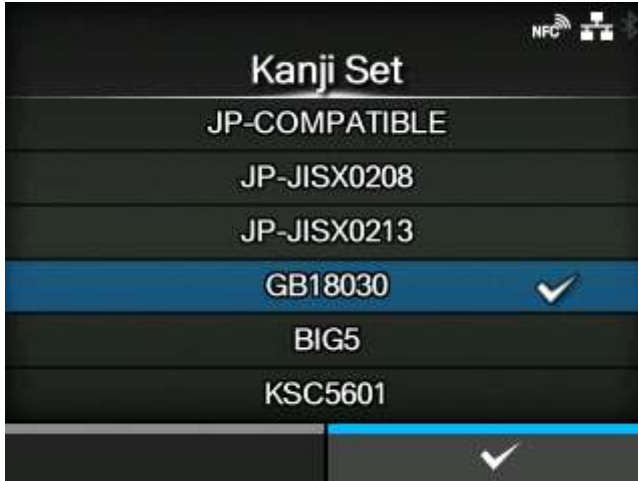 NFC
Kanji Set
JP-COMPATIBLE
JP-JISX0208
JP-JISX0213
GB18030
BIG5
KSC5601